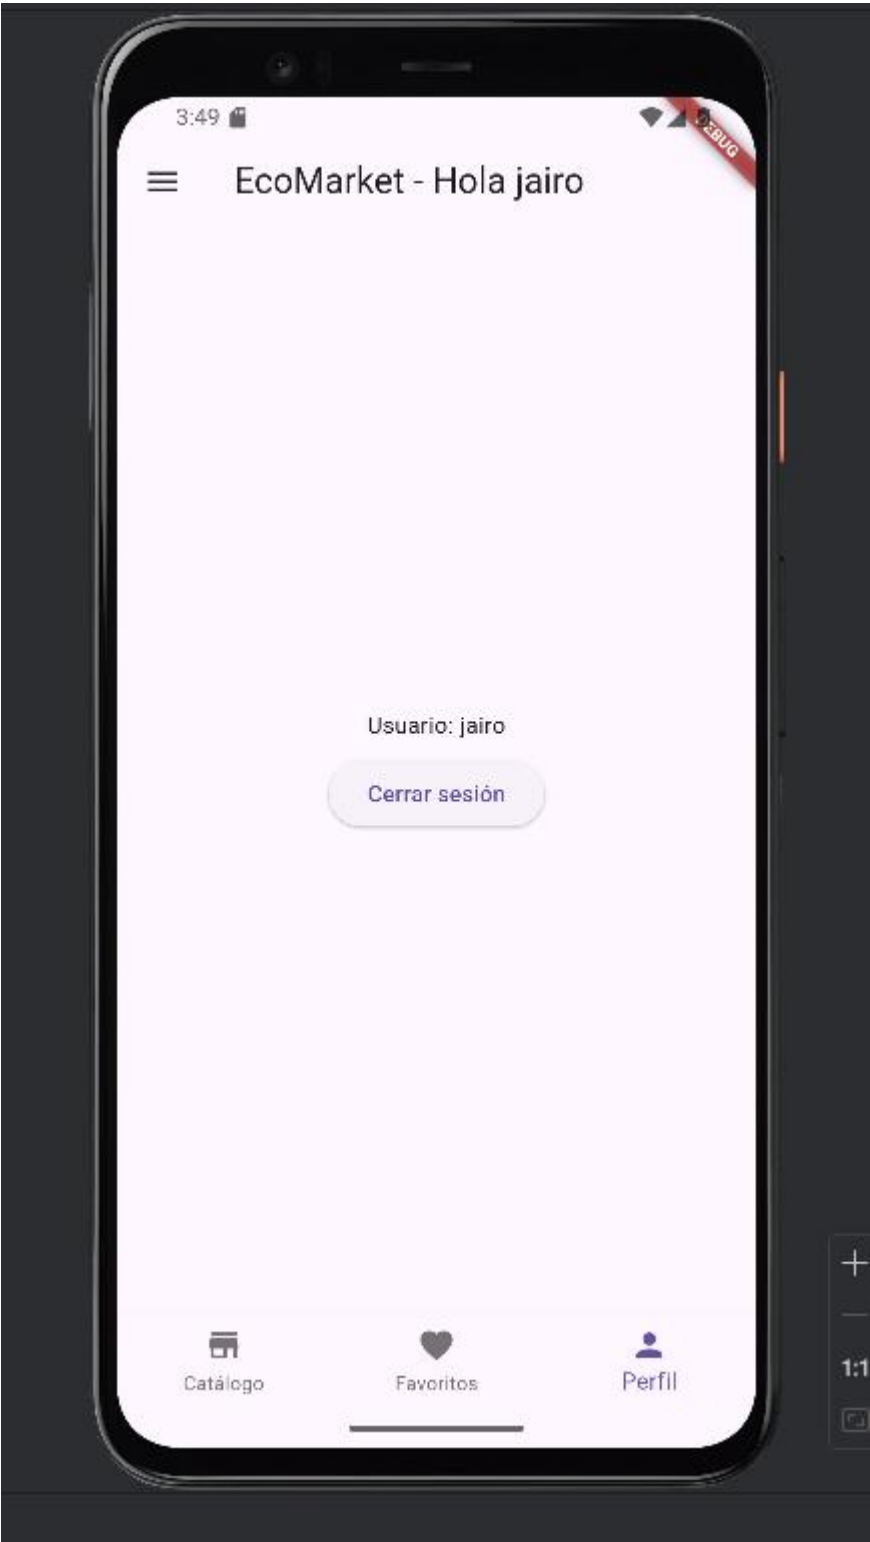 3:49
DEBUG
EcoMarket - Hola jairo
Usuario: jairo
Cerrar sesión
Catálogo
Favoritos
Perfil
1:1